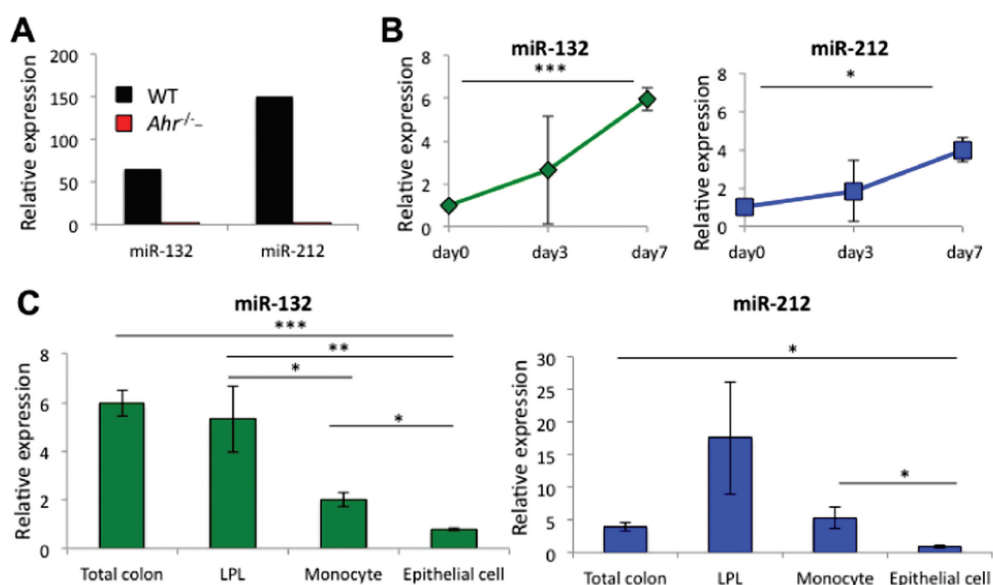 A
Relative expression
200
150
100
50
0
WT
Ahr-/--
miR-132
miR-212
B
miR-132
***
Relative expression
8
6
4
2
0
day0
day3
day7
miR-212
*
Relative expression
8
6
4
2
0
day0
day3
day7
C
miR-132
***
**
*
*
Relative expression
8
6
4
2
0
Total colon
LPL
Monocyte
Epithelial cell
miR-212
*
*
Relative expression
30
25
20
15
10
5
0
Total colon
LPL
Monocyte
Epithelial cell